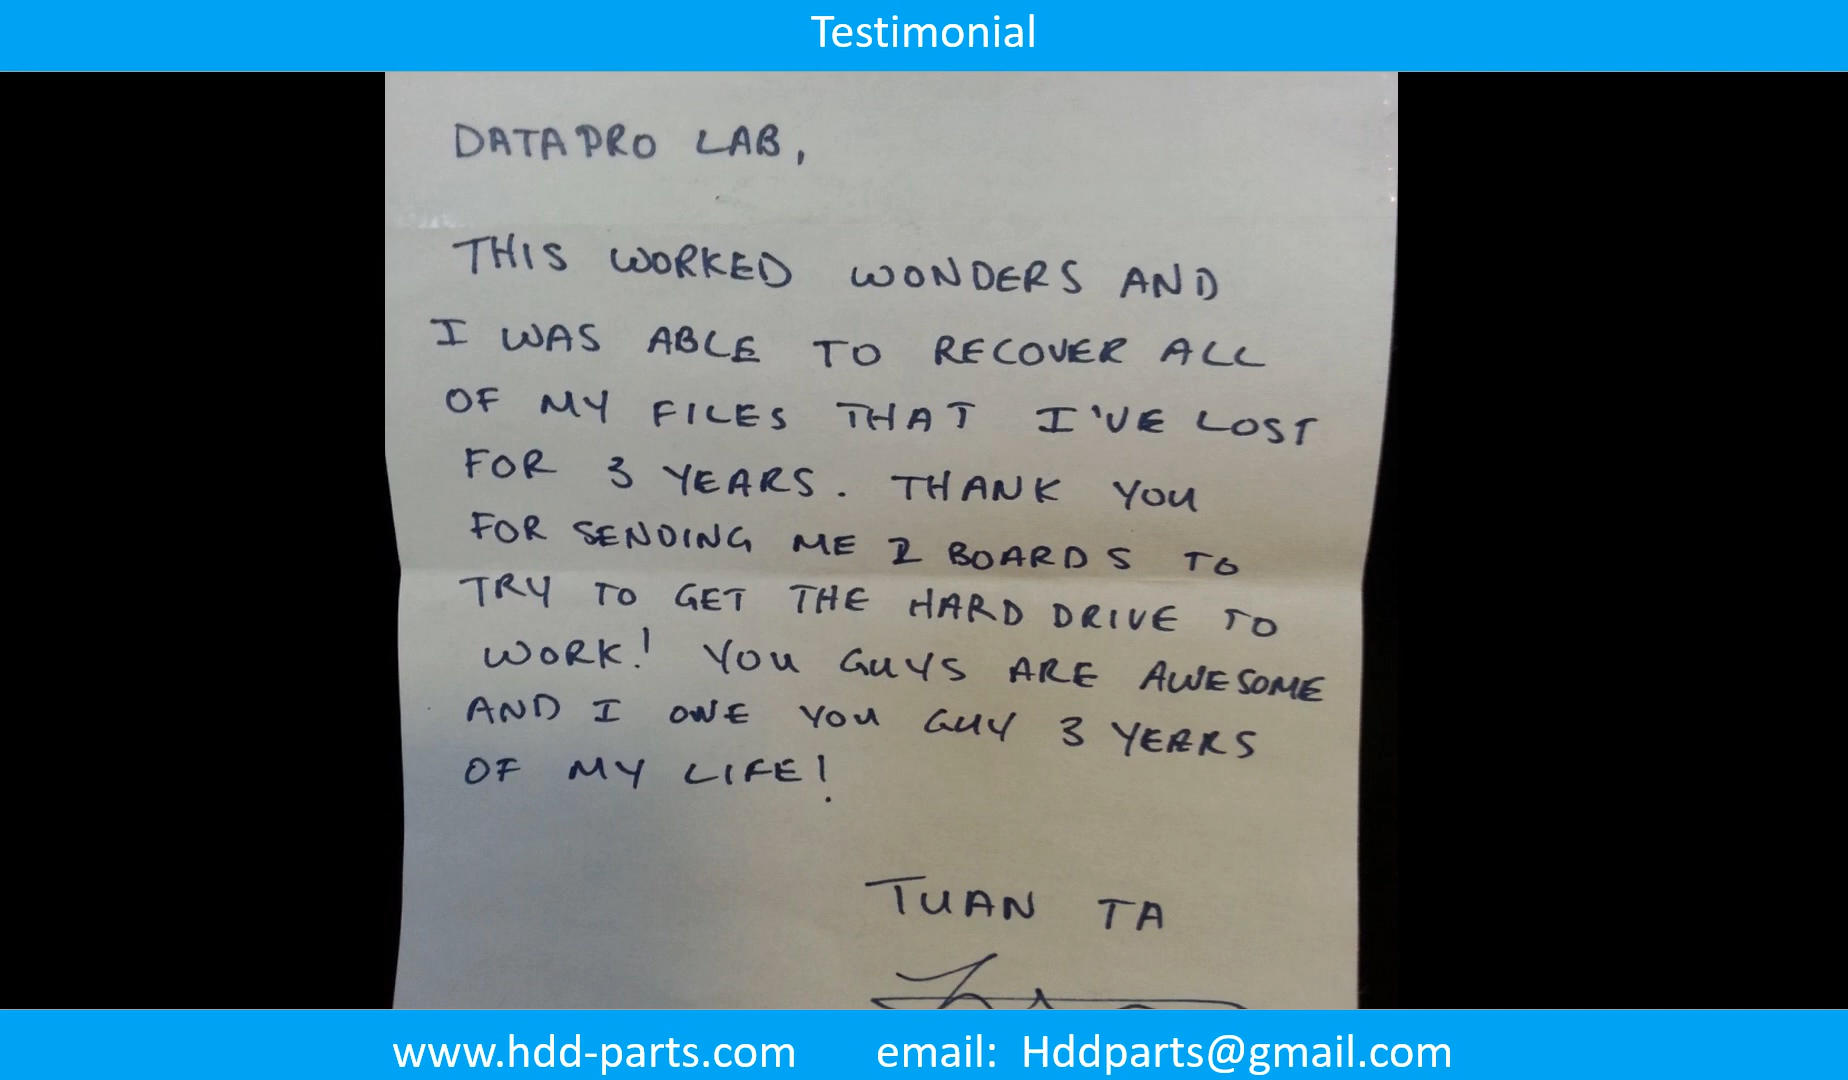 Testimonial
DATAPRO LAB,
THIS WORKED WONDERS AND
I WAS ABLE TO RECOVER ALL
OF MY FILES THAT I'VE LOST
FOR 3 YEARS. THANK YOU
FOR SENDING ME 2 BOARDS TO
TRY TO GET THE HARD DRIVE TO
WORK! YOU GUYS ARE AWESOME
AND I OWE YOU GUY 3 YEARS
OF MY LIFE!
TUAN TA
www.hdd-parts.com email: Hddparts@gmail.com